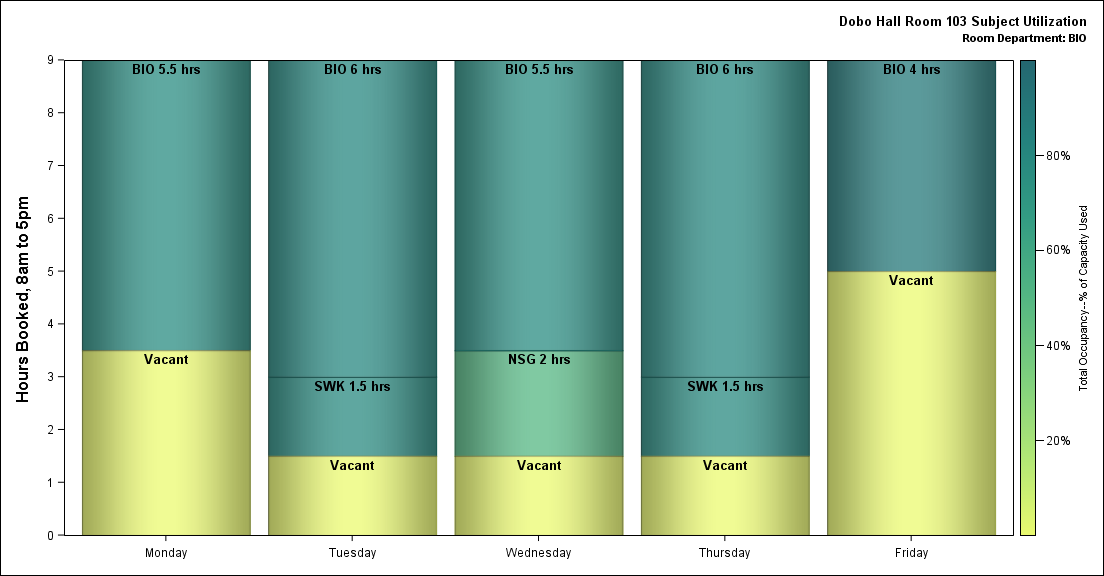 Dobo Hall Room 103 Subject Utilization
Room Department: BIO
Hours Booked, 8am to 5pm
9
8
7
6
5
4
3
2
1
0
BIO 5.5 hrs
Vacant
BIO 6 hrs
SWK 1.5 hrs
Vacant
BIO 5.5 hrs
NSG 2 hrs
Vacant
BIO 6 hrs
SWK 1.5 hrs
Vacant
BIO 4 hrs
Vacant
Monday
Tuesday
Wednesday
Thursday
Friday
80%
60%
40%
20%
Total Occupancy--% of Capacity Used